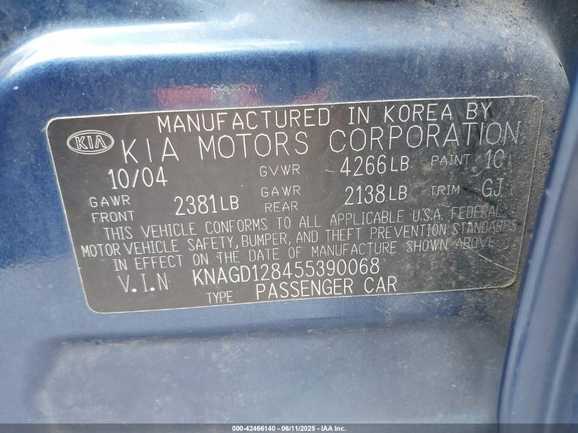 MANUFACTURED IN KOREA BY
KIA KIA MOTORS CORPORATION
10/04 GVWR 4266LB PAINT 1C
GAWR FRONT 2381LB GAWR REAR 2138LB TRIM GJ
THIS VEHICLE CONFORMS TO ALL APPLICABLE U.S.A. FEDERAL
MOTOR VEHICLE SAFETY, BUMPER, AND THEFT PREVENTION STANDARDS
IN EFFECT ON THE DATE OF MANUFACTURE SHOWN ABOVE
V.I.N KNAGD128455390068
TYPE PASSENGER CAR
000-42466140 - 06/11/2025 - IAA Inc.